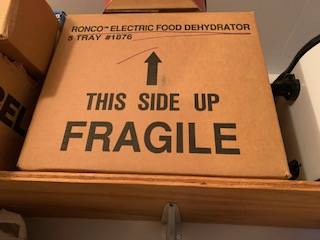 RONCO™ ELECTRIC FOOD DEHYDRATOR
5 TRAY #1876
THIS SIDE UP
FRAGILE